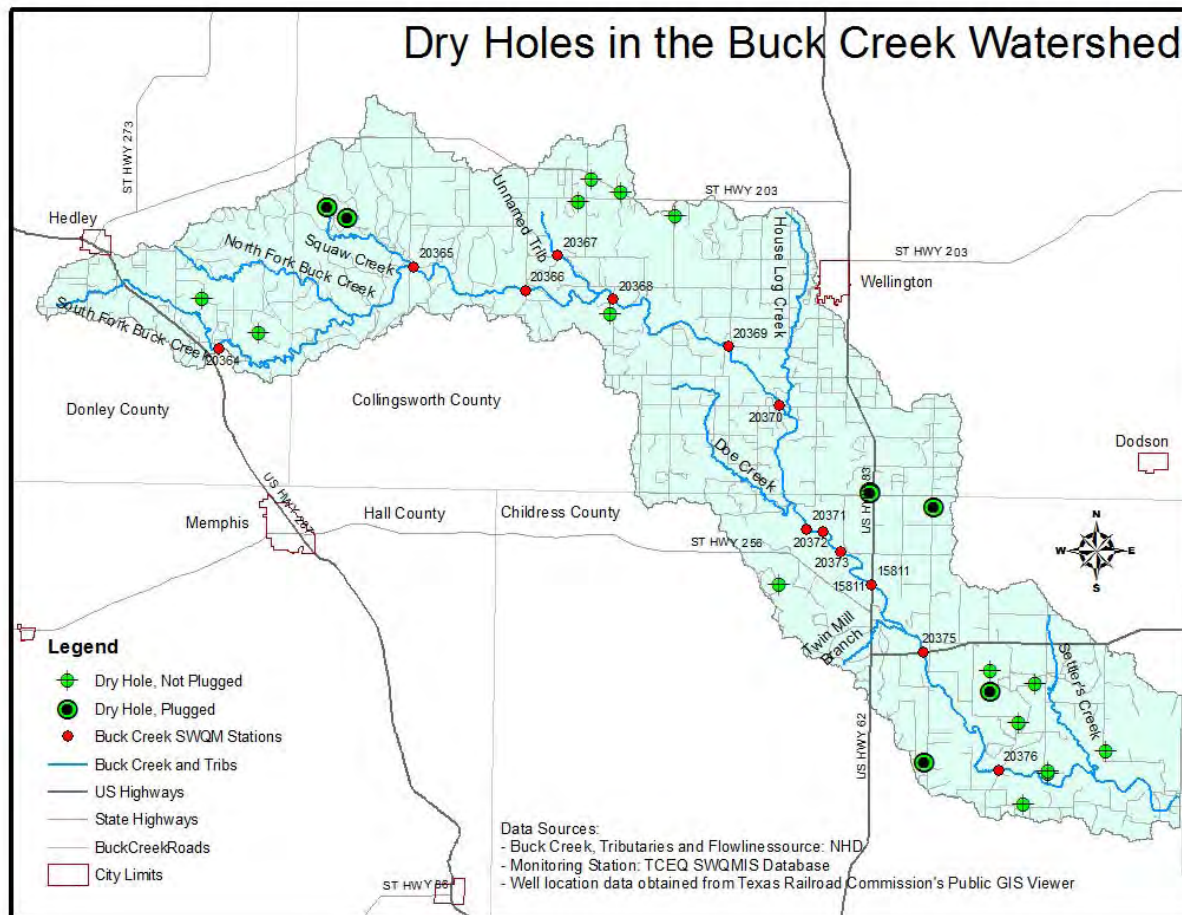 Dry Holes in the Buck Creek Watershed
ST HWY 273
Hedley
Unnamed Trib
ST HWY 203
House Log Creek
ST HWY 203
Wellington
Squaw Creek
North Fork Buck Creek
South Fork Buck Creek
20365
20367
20366
20368
20369
20364
20370
Donley County
Collingsworth County
Doe Creek
Dodson
US HWY 83
US HWY 287
Memphis
Hall County
Childress County
ST HWY 256
20371
20372
20373
15811
15811
N
W
E
S
Twin Mill
Branch
20375
Settler's Creek
US HWY 62
20376
Legend
Dry Hole, Not Plugged
Dry Hole, Plugged
Buck Creek SWQM Stations
Buck Creek and Tribs
US Highways
State Highways
BuckCreekRoads
City Limits
ST HWY 86
Data Sources:
- Buck Creek, Tributaries and Flowlinessource: NHD
- Monitoring Station: TCEQ SWQMIS Database
- Well location data obtained from Texas Railroad Commission's Public GIS Viewer